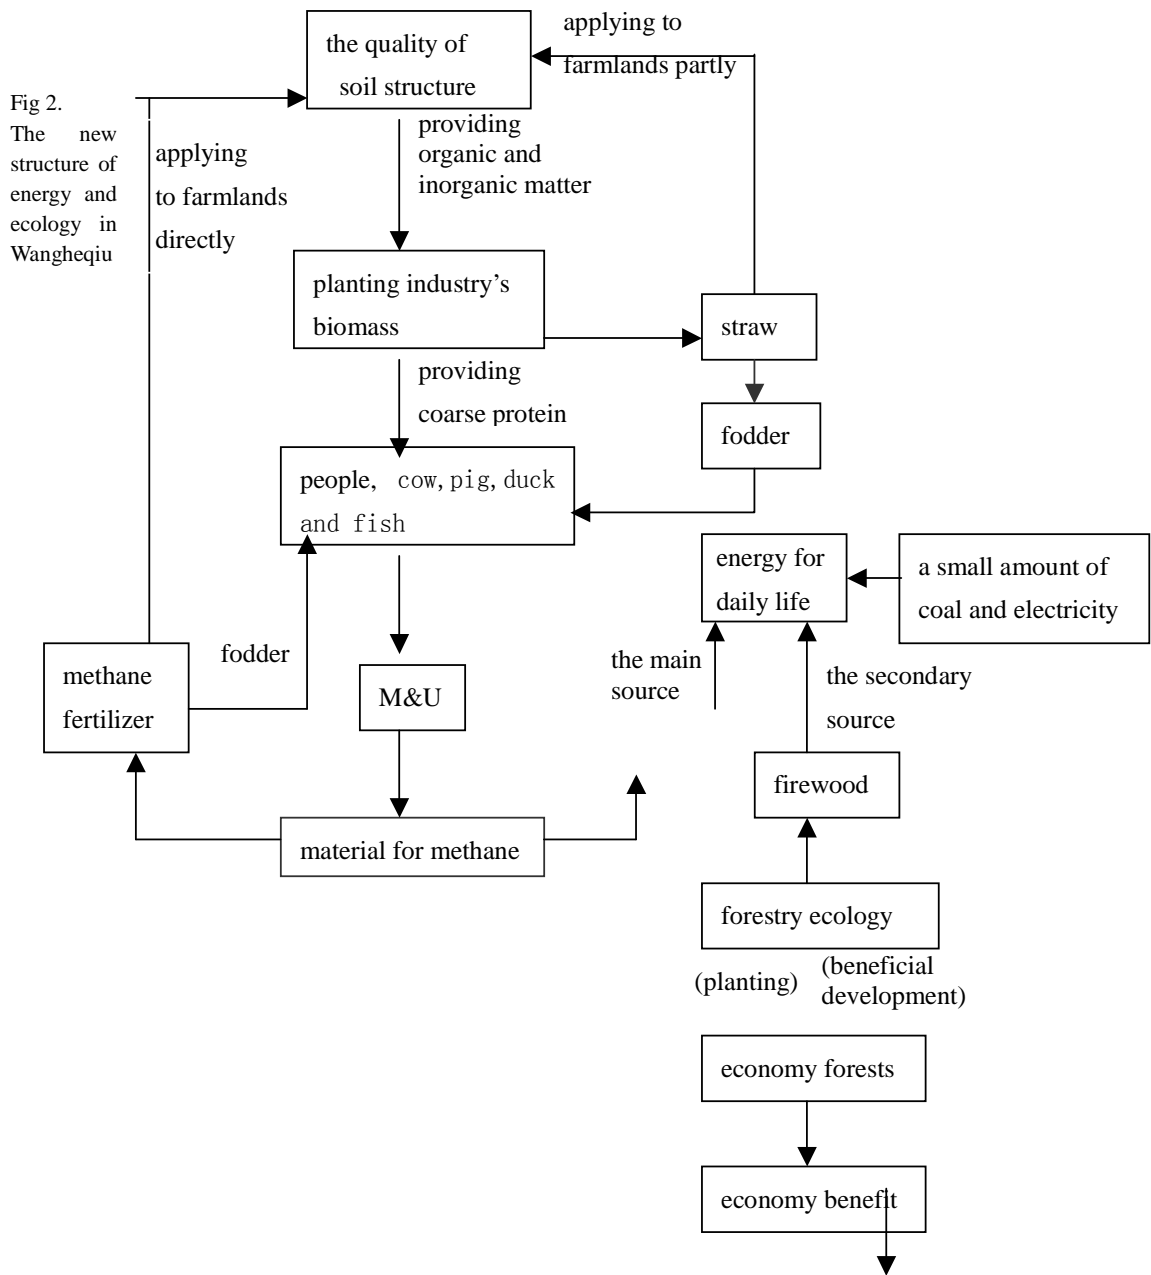 applying to
farmlands partly
the quality of
soil structure
Fig 2.
The new
structure of
energy and
ecology in
Wangheqiu
applying
to farmlands
directly
providing
organic and
inorganic matter
planting industry's
biomass
straw
providing
coarse protein
fodder
people, cow, pig, duck
and fish
energy for
daily life
a small amount of
coal and electricity
fodder
the main
source
the secondary
source
methane
fertilizer
M&U
firewood
material for methane
forestry ecology
(planting)
(beneficial
development)
economy forests
economy benefit